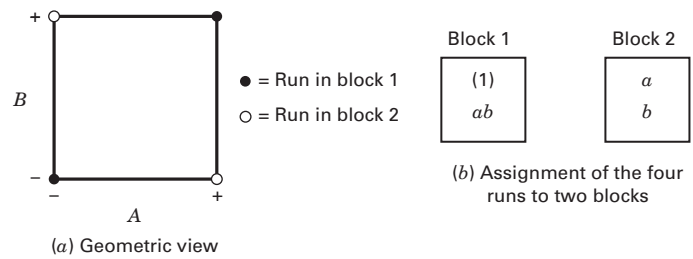 +
B
−
−
+
A
(a) Geometric view
● = Run in block 1
○ = Run in block 2
Block 1
(1)
ab
Block 2
a
b
(b) Assignment of the four
runs to two blocks